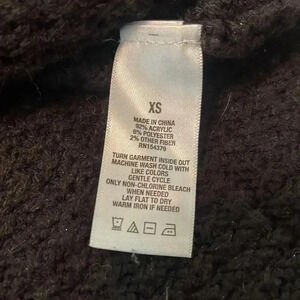 XS
MADE IN CHINA
92% ACRYLIC
6% POLYESTER
2% OTHER FIBER
RN154379
TURN GARMENT INSIDE OUT
MACHINE WASH COLD WITH
LIKE COLORS
GENTLE CYCLE
ONLY NON-CHLORINE BLEACH
WHEN NEEDED
LAY FLAT TO DRY
WARM IRON IF NEEDED